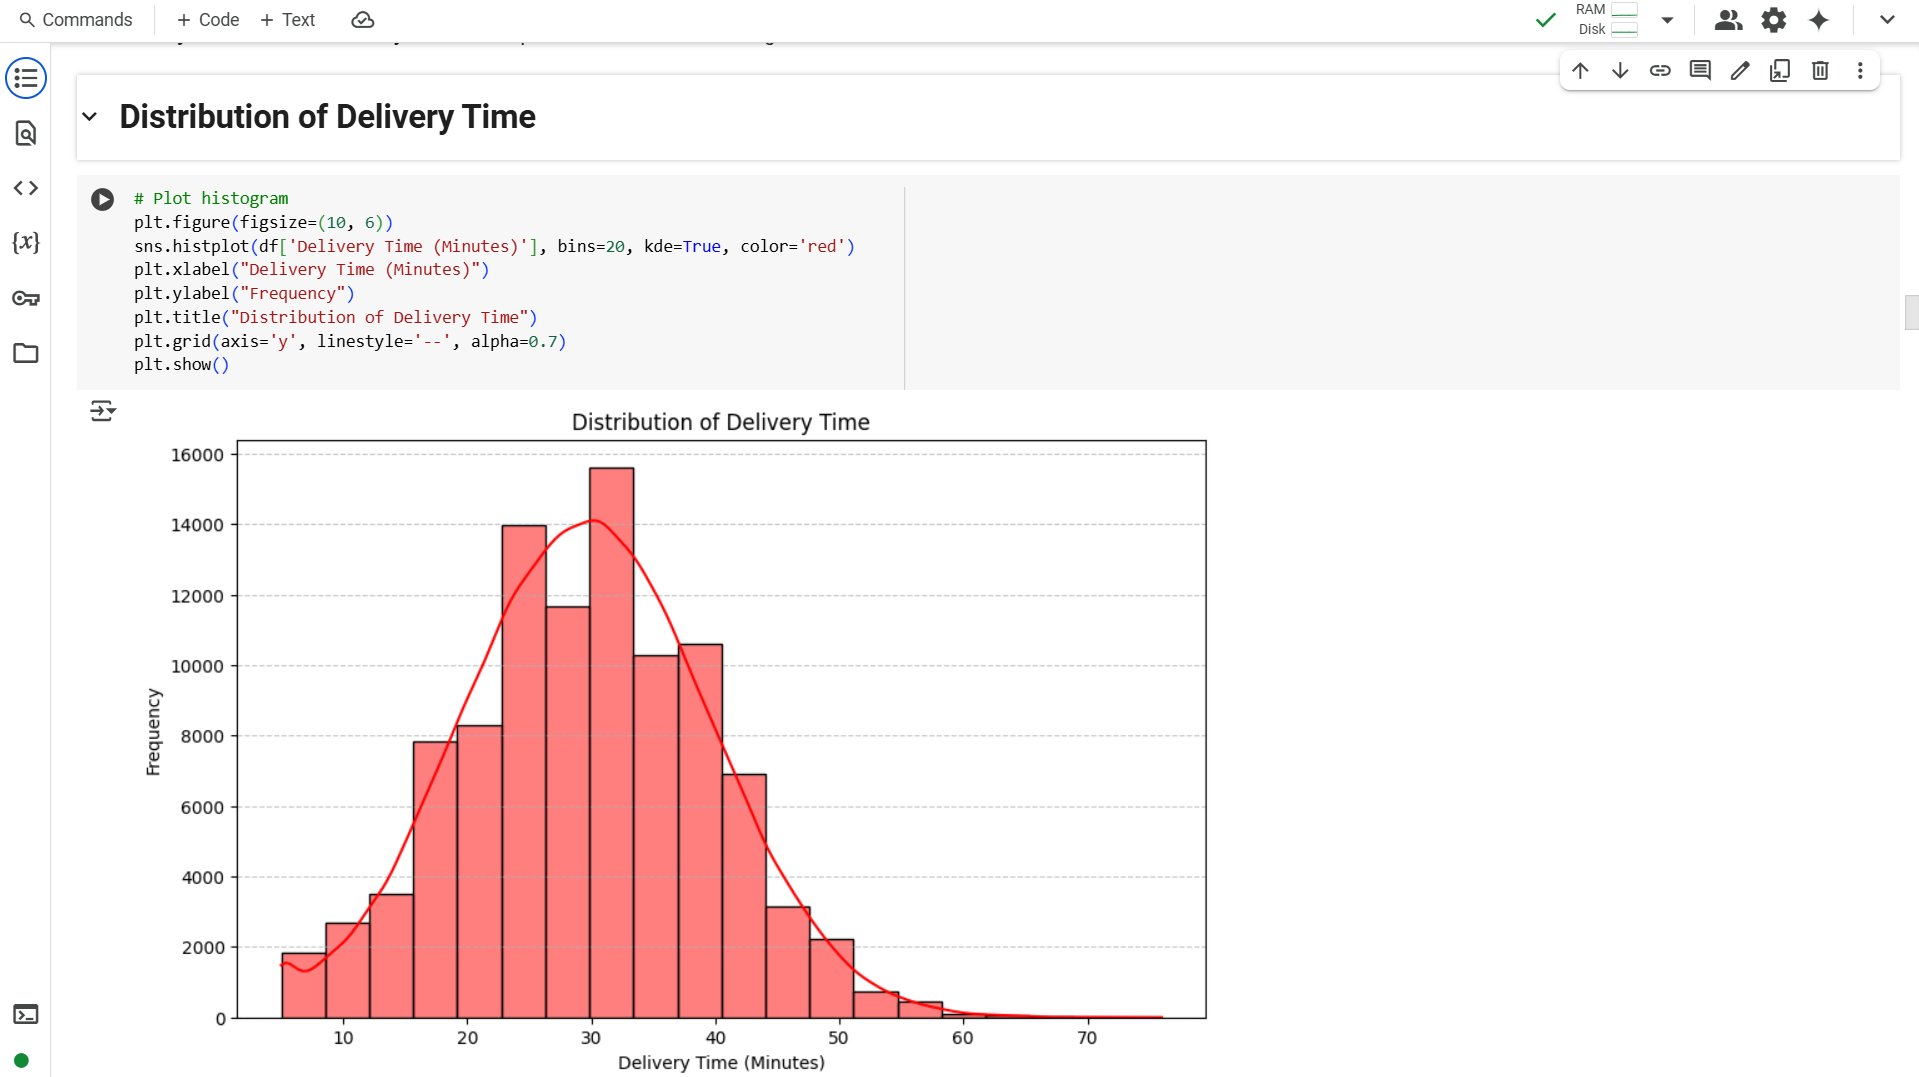 Commands
+ Code
+ Text
RAM
Disk
Distribution of Delivery Time
# Plot histogram
plt.figure(figsize=(10, 6))
sns.histplot(df['Delivery Time (Minutes)'], bins=20, kde=True, color='red')
plt.xlabel("Delivery Time (Minutes)")
plt.ylabel("Frequency")
plt.title("Distribution of Delivery Time")
plt.grid(axis='y', linestyle='--', alpha=0.7)
plt.show()
{x}
Distribution of Delivery Time
16000
14000
12000
10000
8000
6000
4000
2000
0
Frequency
10 20 30 40 50 60 70
Delivery Time (Minutes)